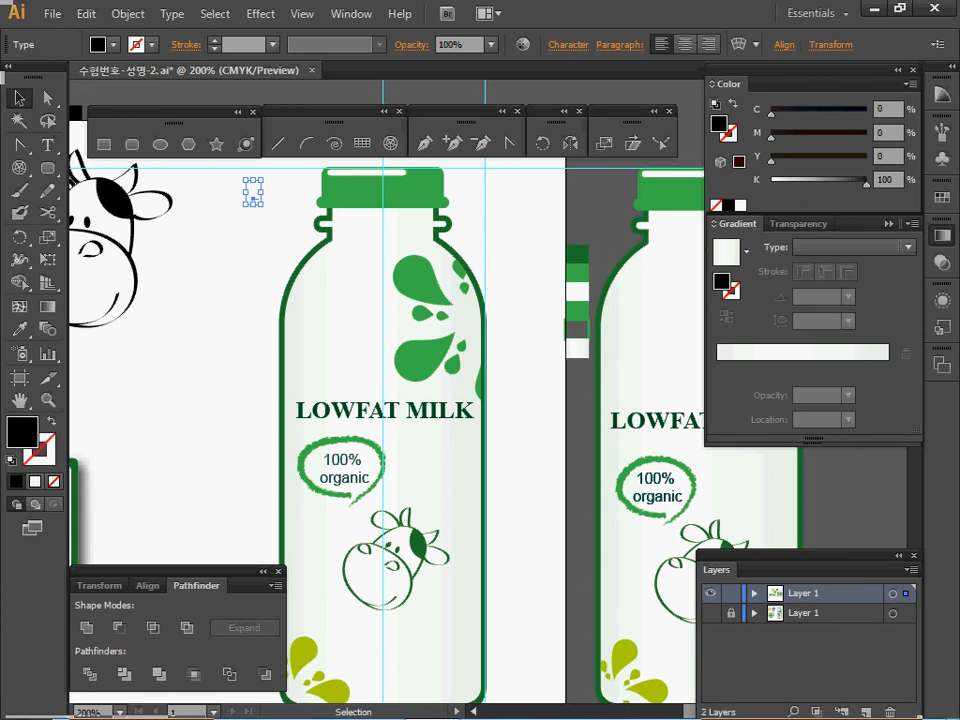 Ai File Edit Object Type Select Effect View Window Help Br Essentials
Type Stroke: Opacity: 100% Character Paragraph: Align Transform
수험번호-성명-2.ai* @ 200% (CMYK/Preview)
Color
C 0 %
M 0 %
Y 0 %
K 100 %
Gradient Transparency
Type:
Stroke:
Opacity:
Location:
LOWFAT MILK
100%
organic
LOWFAT
100%
organic
Layers
Layer 1
Layer 1
2 Layers
Transform Align Pathfinder
Shape Modes:
Expand
Pathfinders:
200% 1 Selection